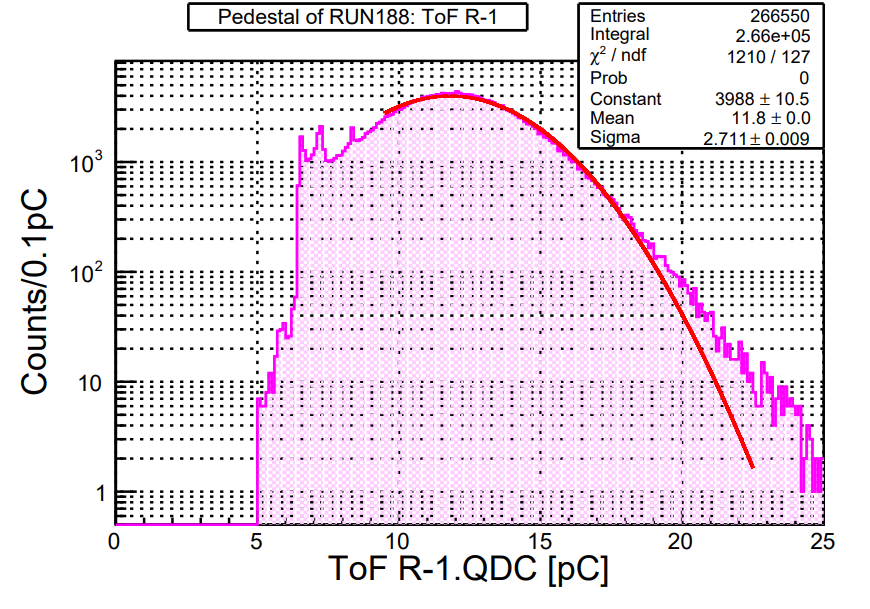 Pedestal of RUN188: ToF R-1
Entries 266550
Integral 2.66e+05
χ² / ndf 1210 / 127
Prob 0
Constant 3988 ± 10.5
Mean 11.8 ± 0.0
Sigma 2.711± 0.009
Counts/0.1pC
10³
10²
10
1
0 5 10 15 20 25
ToF R-1.QDC [pC]